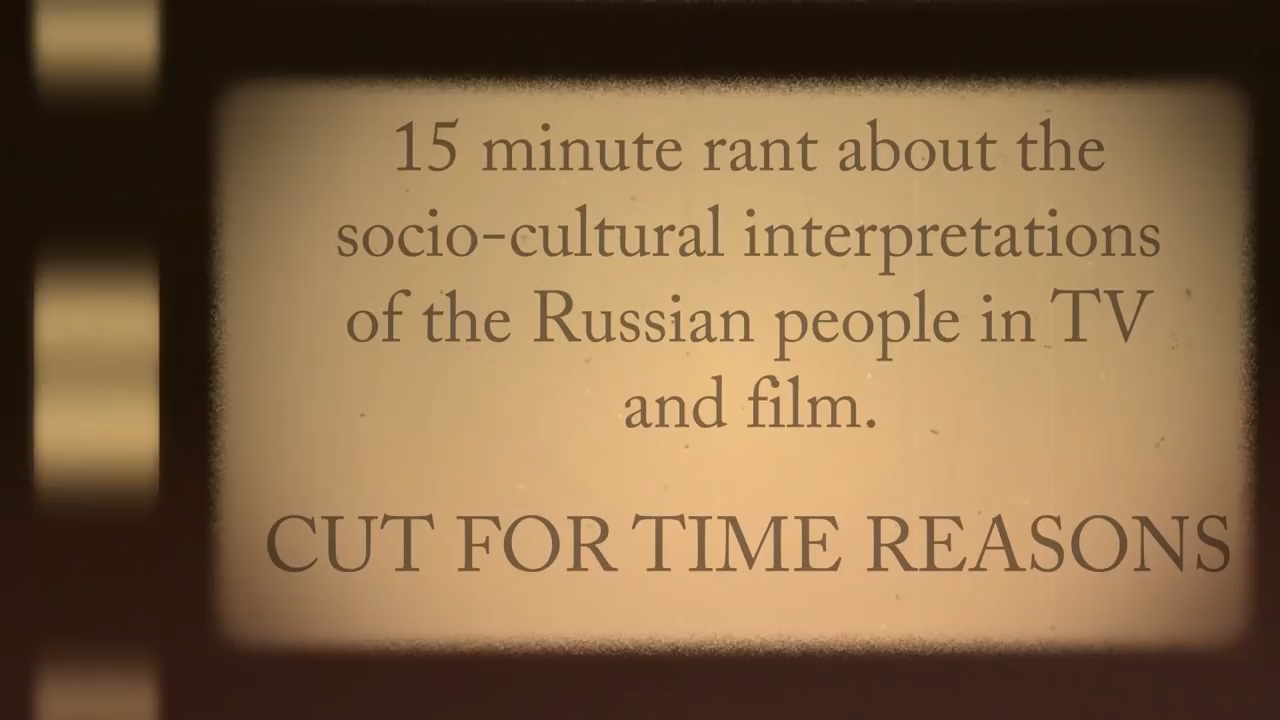 15 minute rant about the
socio-cultural interpretations
of the Russian people in TV
and film.
CUT FOR TIME REASONS